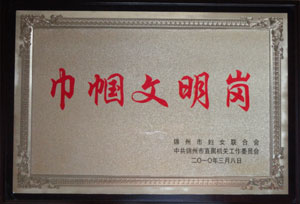 巾帼文明岗
锦州市妇女联合会
中共锦州市直属机关工作委员会
二〇一〇年三月八日